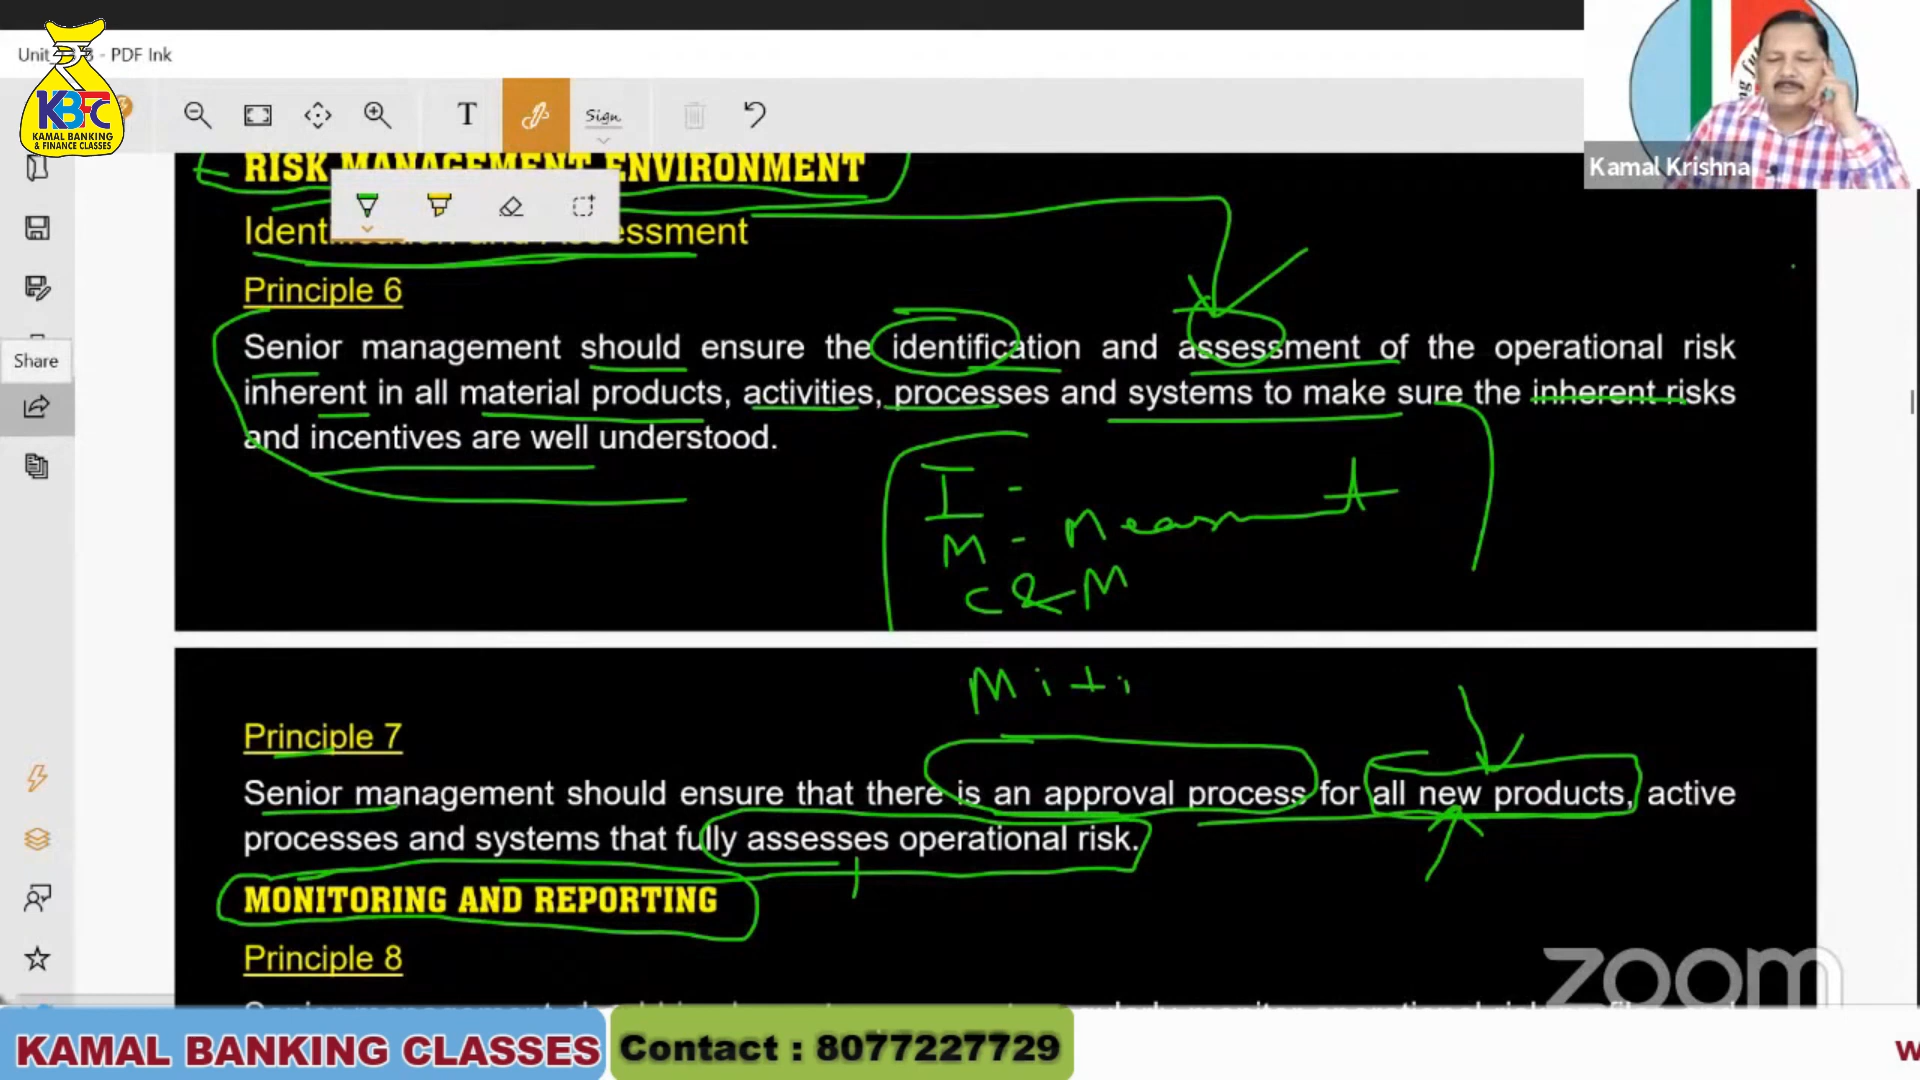 Unit
- PDF Ink
KBFC
KAMAL BANKING
& FINANCE CLASSES
T
Sign
Kamal Krishna
RISK MANAGEMENT ENVIRONMENT
Identification and Assessment
Principle 6
Share
Senior management should ensure the identification and assessment of the operational risk
inherent in all material products, activities, processes and systems to make sure the inherent risks
and incentives are well understood.
I -
M - Measurement
C & M
Miti
Principle 7
Senior management should ensure that there is an approval process for all new products, active
processes and systems that fully assesses operational risk.
MONITORING AND REPORTING
Principle 8
zoom
KAMAL BANKING CLASSES
Contact : 8077227729
W